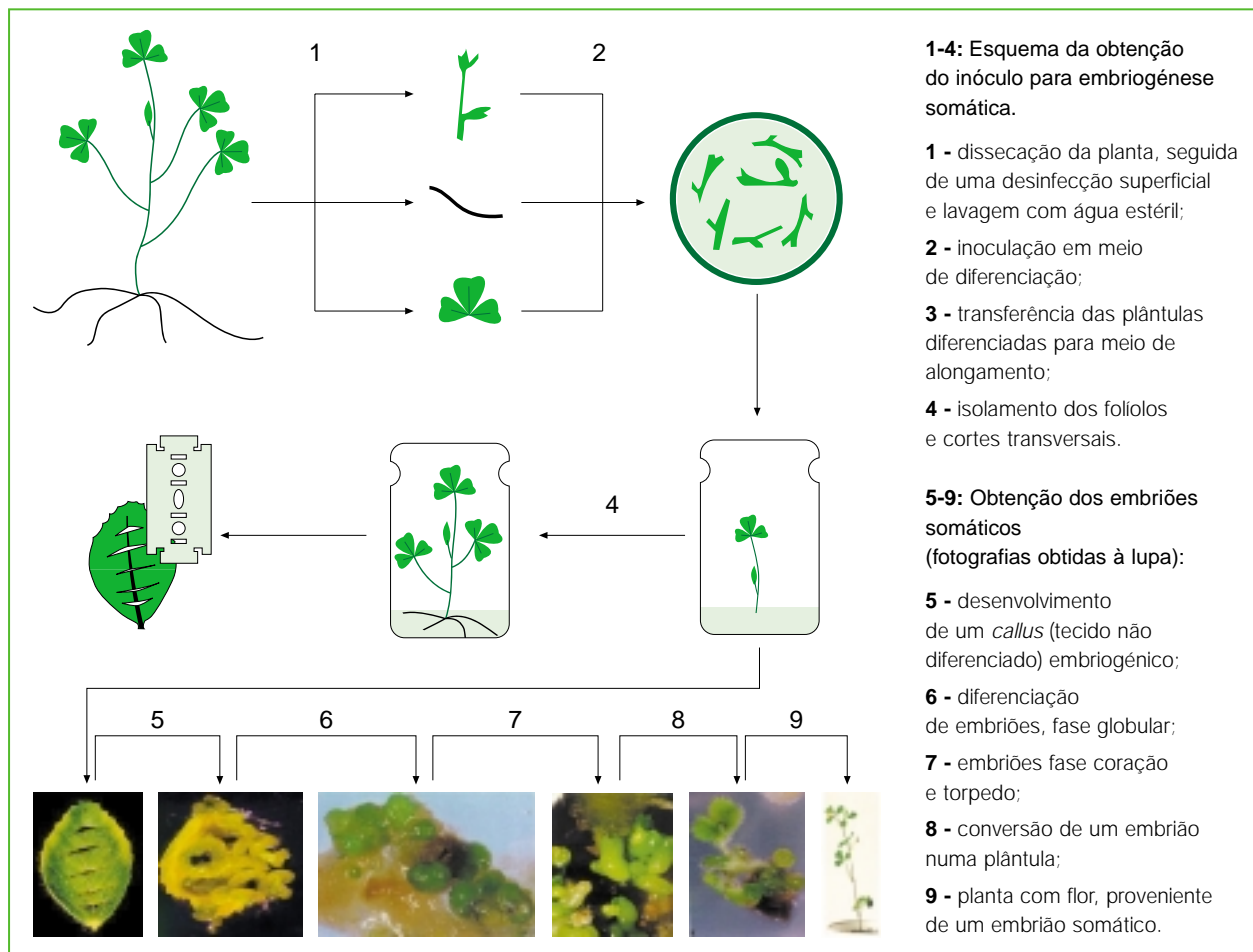 1
2
1-4: Esquema da obtenção
do inóculo para embriogénese
somática.
1 - dissecação da planta, seguida
de uma desinfecção superficial
e lavagem com água estéril;
2 - inoculação em meio
de diferenciação;
3 - transferência das plântulas
diferenciadas para meio de
alongamento;
4 - isolamento dos folíolos
e cortes transversais.
4
5-9: Obtenção dos embriões
somáticos
(fotografias obtidas à lupa):
5 - desenvolvimento
de um callus (tecido não
diferenciado) embriogénico;
6 - diferenciação
de embriões, fase globular;
7 - embriões fase coração
e torpedo;
8 - conversão de um embrião
numa plântula;
9 - planta com flor, proveniente
de um embrião somático.
5
6
7
8
9